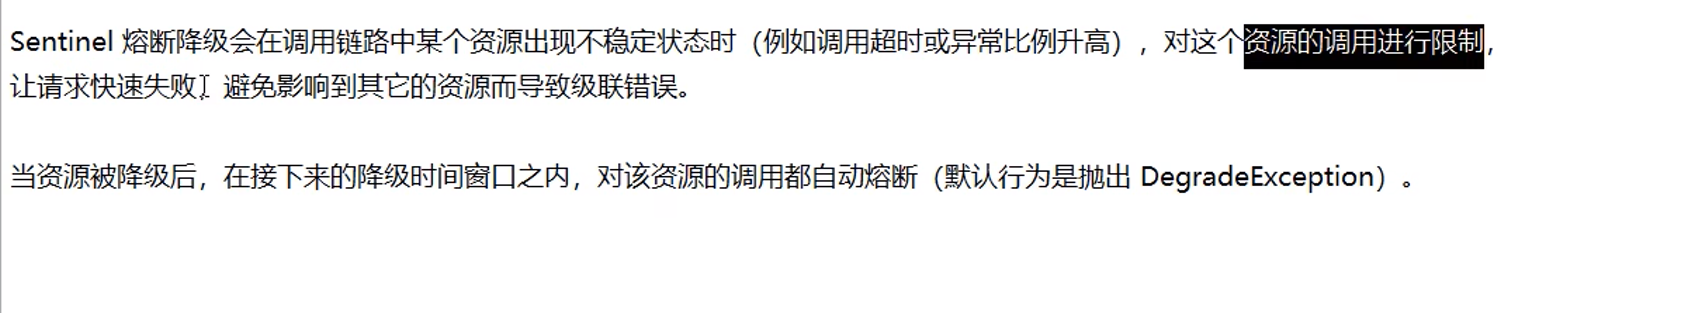 Sentinel 熔断降级会在调用链路中某个资源出现不稳定状态时（例如调用超时或异常比例升高），对这个资源的调用进行限制，
让请求快速失败，避免影响到其它的资源而导致级联错误。
当资源被降级后，在接下来的降级时间窗口之内，对该资源的调用都自动熔断（默认行为是抛出 DegradeException）。